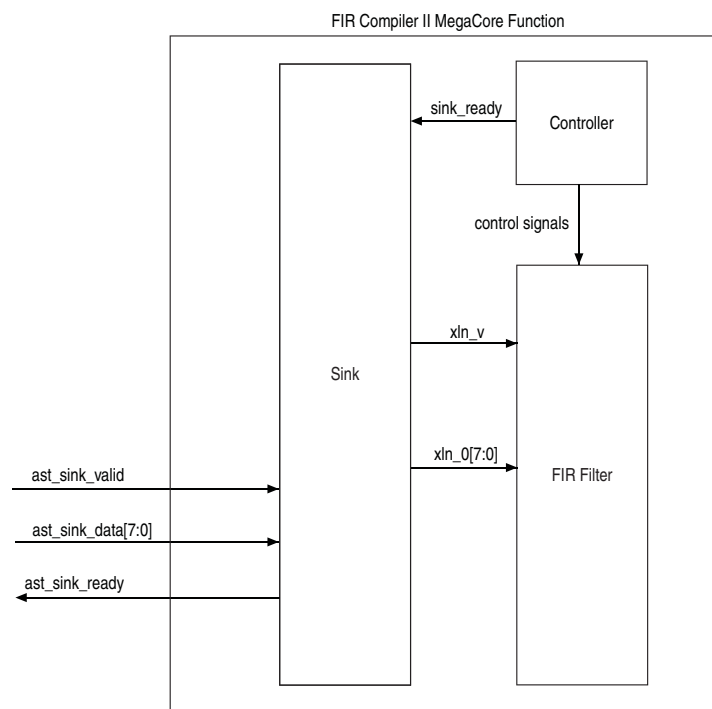 FIR Compiler II MegaCore Function
sink_ready
Controller
control signals
xln_v
Sink
xln_0[7:0]
ast_sink_valid
FIR Filter
ast_sink_data[7:0]
ast_sink_ready